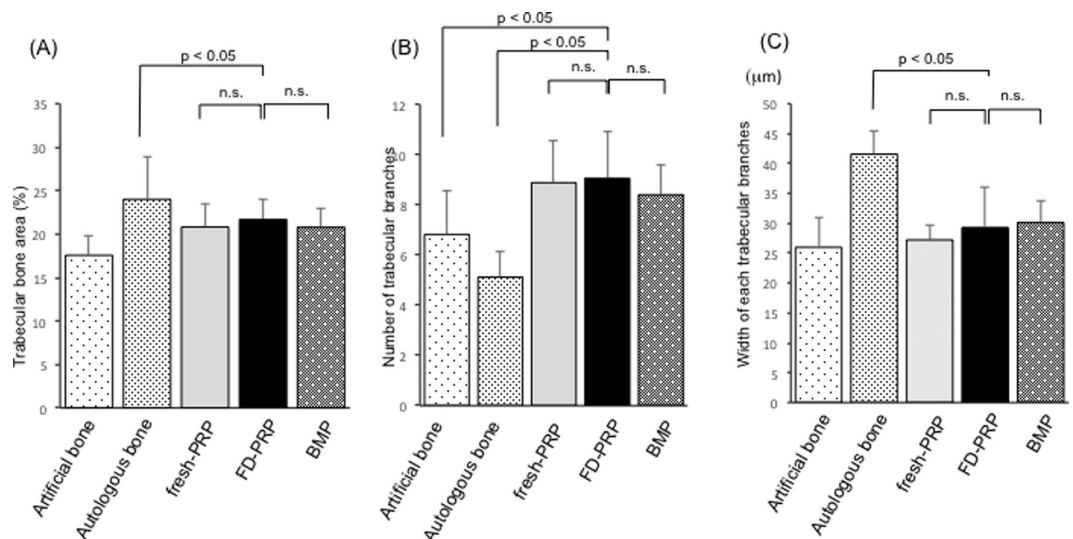 (A)
p < 0.05
n.s.
n.s.
35
30
25
20
15
10
5
0
Trabecular bone area (%)
Artificial bone
Autologous bone
fresh-PRP
FD-PRP
BMP
(B)
p < 0.05
p < 0.05
n.s.
n.s.
12
10
8
6
4
2
0
Number of trabecular branches
Artificial bone
Autologous bone
fresh-PRP
FD-PRP
BMP
(C)
(μm)
p < 0.05
n.s.
n.s.
50
45
40
35
30
25
20
15
10
5
0
Width of each trabecular branches
Artificial bone
Autologous bone
fresh-PRP
FD-PRP
BMP